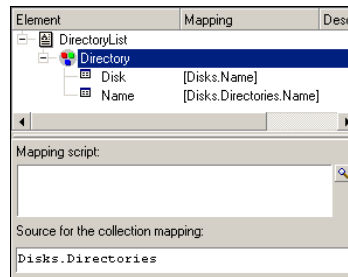 Element Mapping Desc
DirectoryList
Directory
Disk [Disks.Name]
Name [Disks.Directories.Name]
Mapping script:
Source for the collection mapping:
Disks.Directories